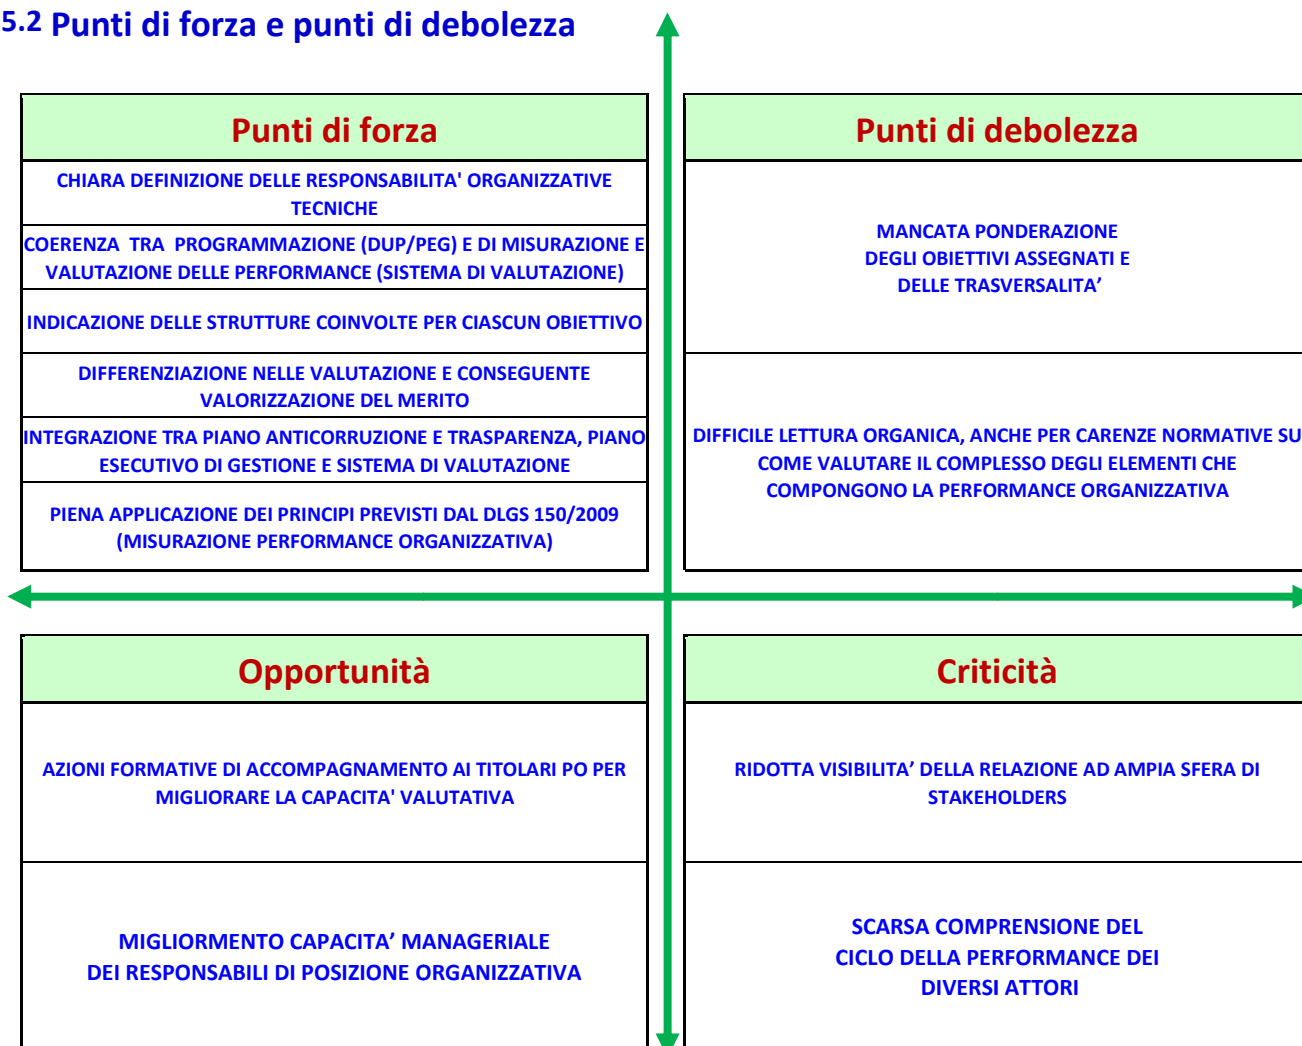 5.2 Punti di forza e punti di debolezza
Punti di forza
CHIARA DEFINIZIONE DELLE RESPONSABILITA' ORGANIZZATIVE
TECNICHE
COERENZA TRA PROGRAMMAZIONE (DUP/PEG) E DI MISURAZIONE E
VALUTAZIONE DELLE PERFORMANCE (SISTEMA DI VALUTAZIONE)
INDICAZIONE DELLE STRUTTURE COINVOLTE PER CIASCUN OBIETTIVO
DIFFERENZIAZIONE NELLE VALUTAZIONE E CONSEGUENTE
VALORIZZAZIONE DEL MERITO
INTEGRAZIONE TRA PIANO ANTICORRUZIONE E TRASPARENZA, PIANO
ESECUTIVO DI GESTIONE E SISTEMA DI VALUTAZIONE
PIENA APPLICAZIONE DEI PRINCIPI PREVISTI DAL DLGS 150/2009
(MISURAZIONE PERFORMANCE ORGANIZZATIVA)
Punti di debolezza
MANCATA PONDERAZIONE
DEGLI OBIETTIVI ASSEGNATI E
DELLE TRASVERSALITA’
DIFFICILE LETTURA ORGANICA, ANCHE PER CARENZE NORMATIVE SU
COME VALUTARE IL COMPLESSO DEGLI ELEMENTI CHE
COMPONGONO LA PERFORMANCE ORGANIZZATIVA
Opportunità
AZIONI FORMATIVE DI ACCOMPAGNAMENTO AI TITOLARI PO PER
MIGLIORARE LA CAPACITA' VALUTATIVA
MIGLIORMENTO CAPACITA’ MANAGERIALE
DEI RESPONSABILI DI POSIZIONE ORGANIZZATIVA
Criticità
RIDOTTA VISIBILITA’ DELLA RELAZIONE AD AMPIA SFERA DI
STAKEHOLDERS
SCARSA COMPRENSIONE DEL
CICLO DELLA PERFORMANCE DEI
DIVERSI ATTORI